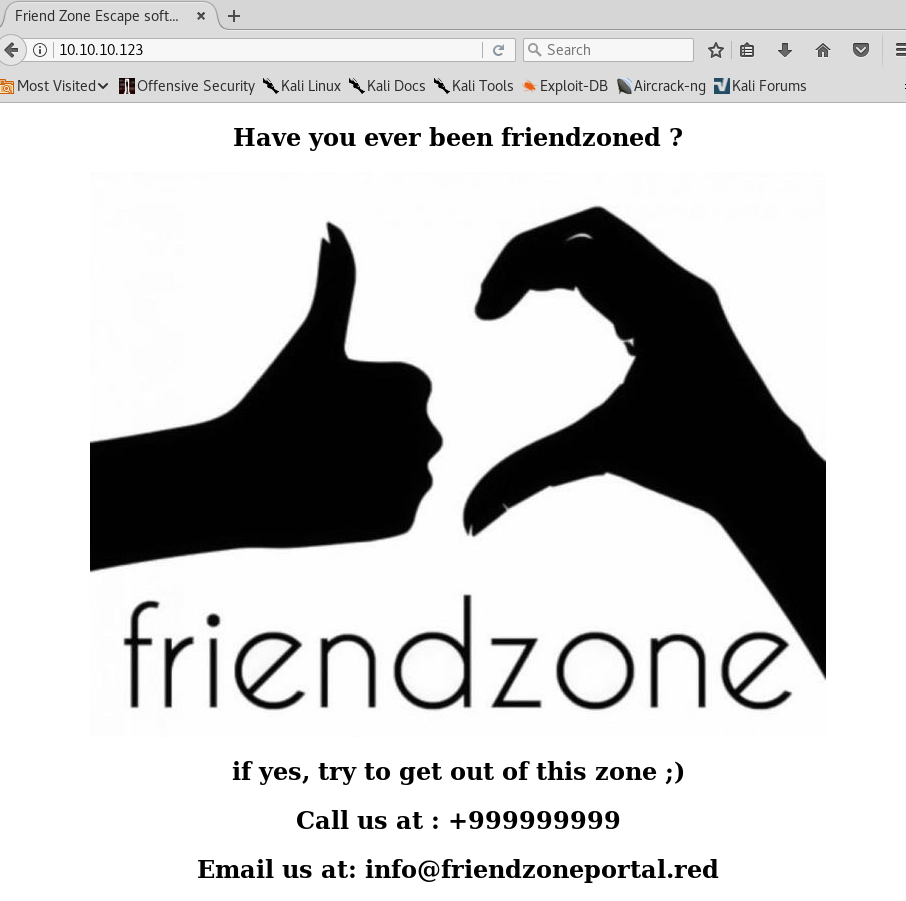 Friend Zone Escape soft...
10.10.10.123
Search
Most Visited
Offensive Security
Kali Linux
Kali Docs
Kali Tools
Exploit-DB
Aircrack-ng
Kali Forums
Have you ever been friendzoned ?
friendzone
if yes, try to get out of this zone ;)
Call us at : +999999999
Email us at: info@friendzoneportal.red